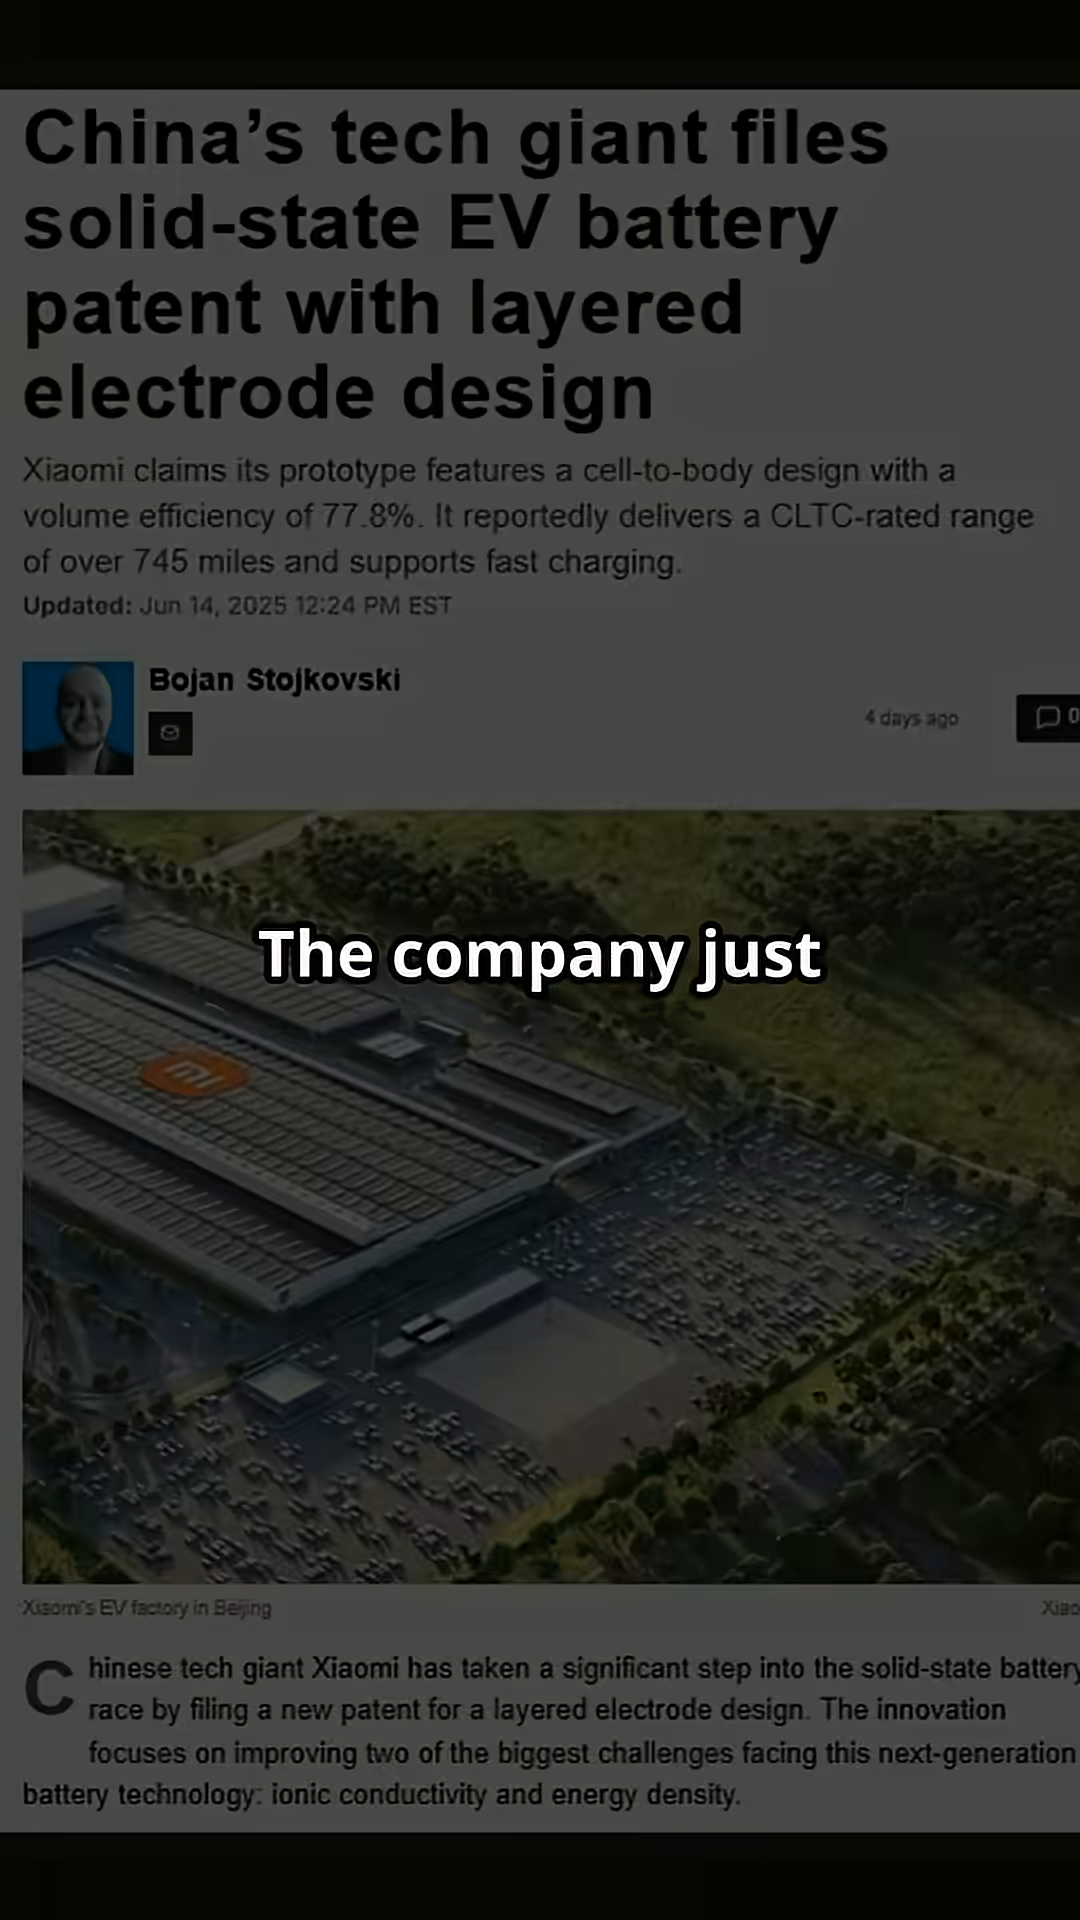 China’s tech giant files
solid-state EV battery
patent with layered
electrode design
Xiaomi claims its prototype features a cell-to-body design with a
volume efficiency of 77.8%. It reportedly delivers a CLTC-rated range
of over 745 miles and supports fast charging.
Updated: Jun 14, 2025 12:24 PM EST
Bojan Stojkovski
4 days ago
0
The company just
mi
Xiaomi's EV factory in Beijing
Xiao
Chinese tech giant Xiaomi has taken a significant step into the solid-state battery
race by filing a new patent for a layered electrode design. The innovation
focuses on improving two of the biggest challenges facing this next-generation
battery technology: ionic conductivity and energy density.